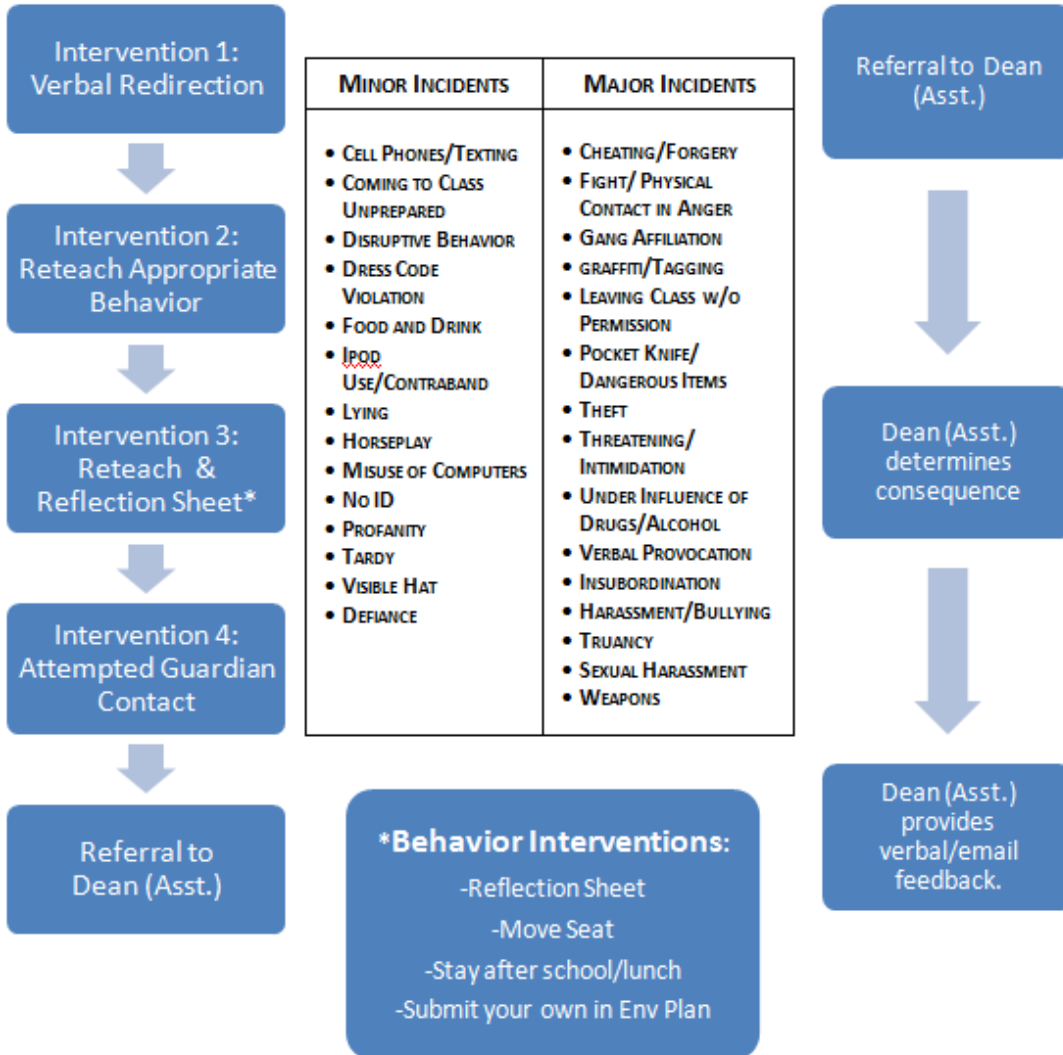 Intervention 1:
Verbal Redirection
Intervention 2:
Reteach Appropriate
Behavior
Intervention 3:
Reteach &
Reflection Sheet*
Intervention 4:
Attempted Guardian
Contact
Referral to
Dean (Asst.)
MINOR INCIDENTS
• CELL PHONES/TEXTING
• COMING TO CLASS
UNPREPARED
• DISRUPTIVE BEHAVIOR
• DRESS CODE
VIOLATION
• FOOD AND DRINK
• IPOD
USE/CONTRABAND
• LYING
• HORSEPLAY
• MISUSE OF COMPUTERS
• NO ID
• PROFANITY
• TARDY
• VISIBLE HAT
• DEFIANCE
MAJOR INCIDENTS
• CHEATING/FORGERY
• FIGHT/ PHYSICAL
CONTACT IN ANGER
• GANG AFFILIATION
• GRAFFITI/TAGGING
• LEAVING CLASS W/O
PERMISSION
• POCKET KNIFE/
DANGEROUS ITEMS
• THEFT
• THREATENING/
INTIMIDATION
• UNDER INFLUENCE OF
DRUGS/ALCOHOL
• VERBAL PROVOCATION
• INSUBORDINATION
• HARASSMENT/BULLYING
• TRUANCY
• SEXUAL HARASSMENT
• WEAPONS
*Behavior Interventions:
-Reflection Sheet
-Move Seat
-Stay after school/lunch
-Submit your own in Env Plan
Referral to Dean
(Asst.)
Dean (Asst.)
determines
consequence
Dean (Asst.)
provides
verbal/email
feedback.